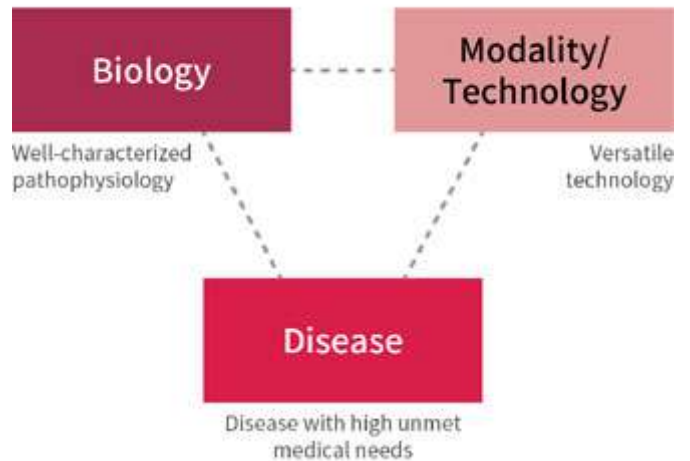 Biology
Modality/
Technology
Well-characterized
pathophysiology
Versatile
technology
Disease
Disease with high unmet
medical needs